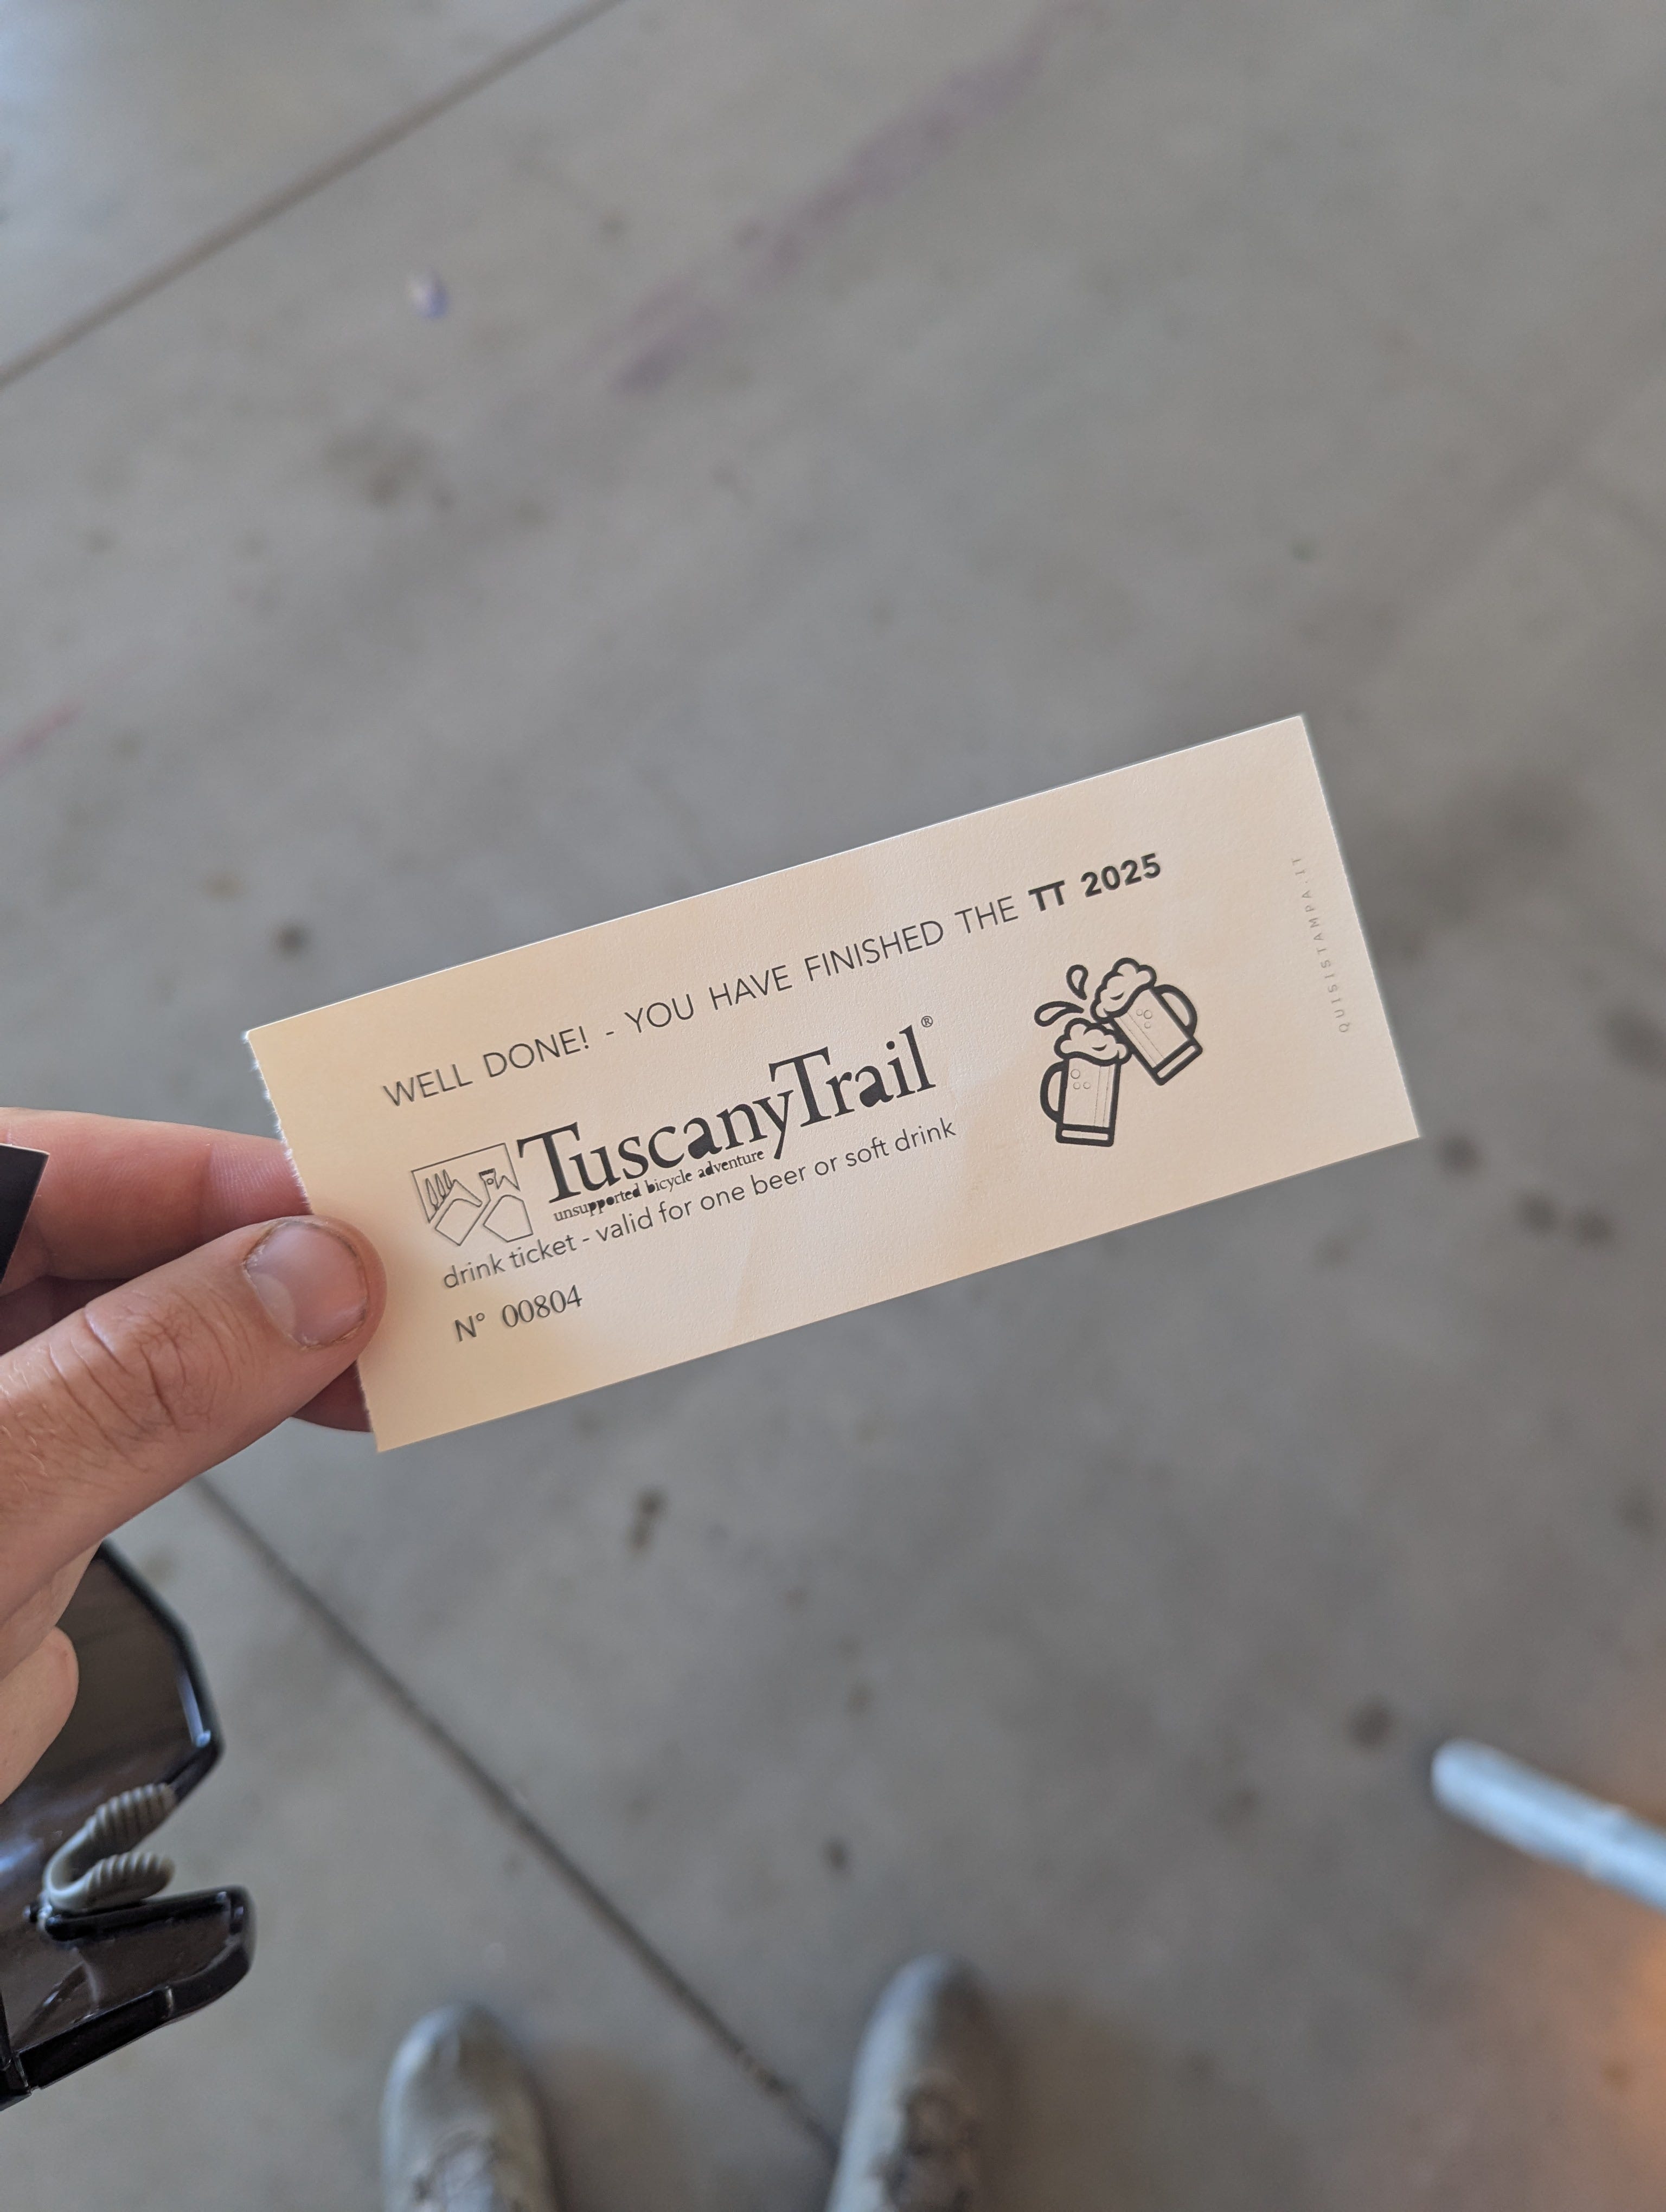 WELL DONE! - YOU HAVE FINISHED THE TT 2025
TuscanyTrail®
unsupported bicycle adventure
drink ticket - valid for one beer or soft drink
N° 00804
QUISISTAMPA.IT